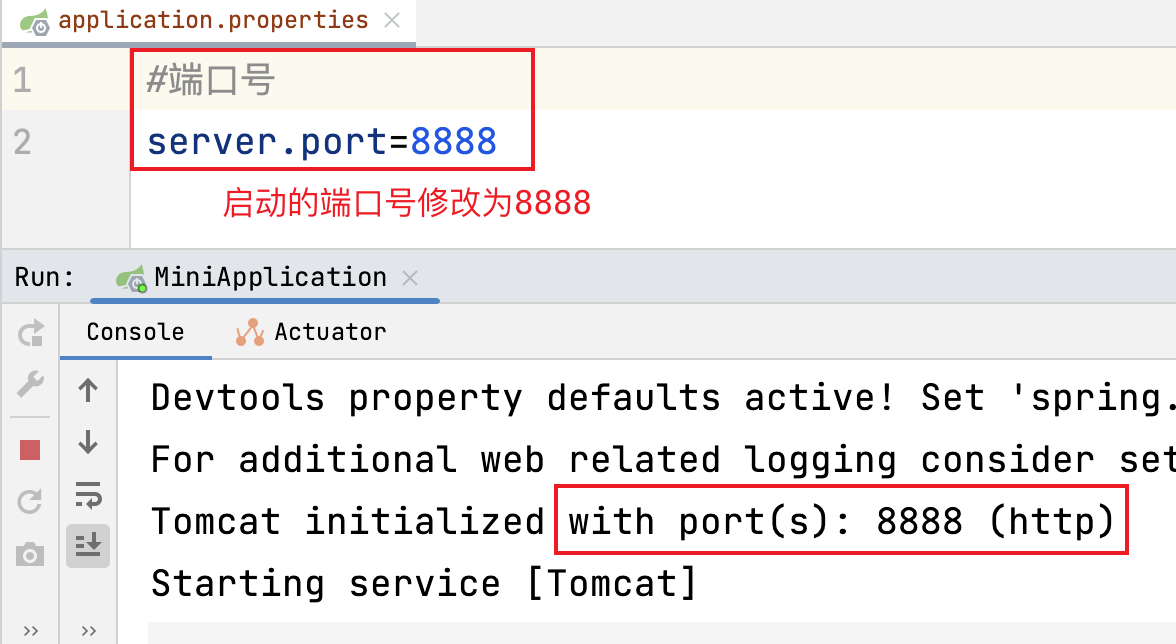 application.properties
1 #端口号
2 server.port=8888
启动的端口号修改为8888
Run: MiniApplication
Console Actuator
Devtools property defaults active! Set 'spring.
For additional web related logging consider set
Tomcat initialized with port(s): 8888 (http)
Starting service [Tomcat]